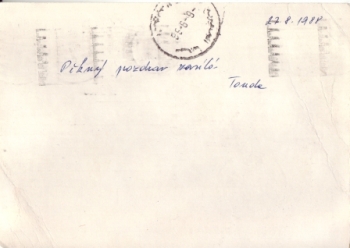 27.8.1988
Pěkný pozdrav zasílá
Tonda